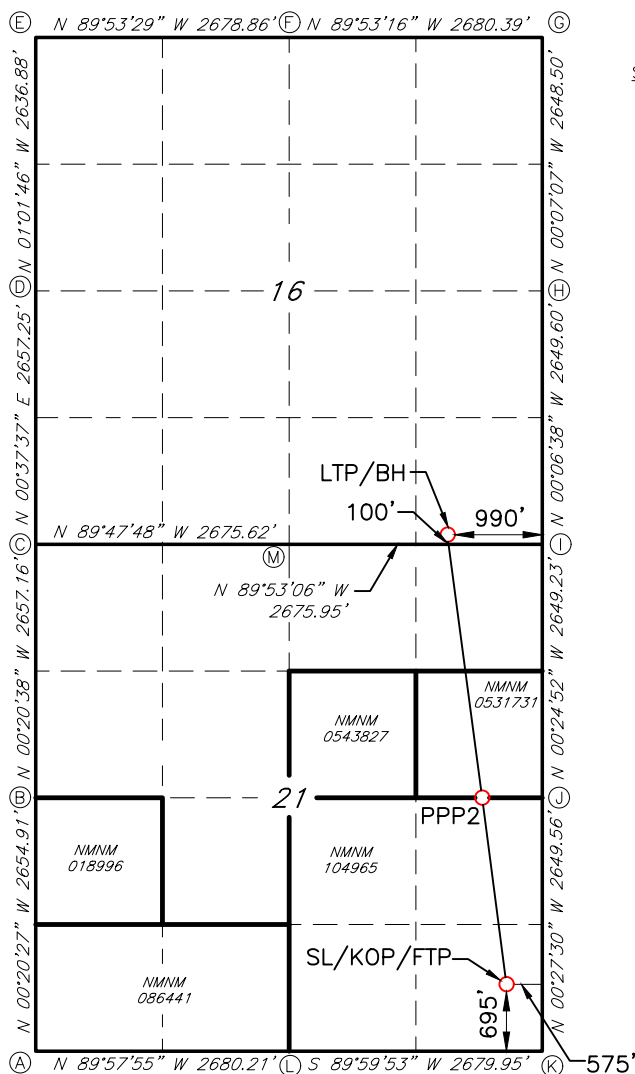 E N 89°53'29" W 2678.86' F N 89°53'16" W 2680.39' G
N 01°01'46" W 2636.88'
N 00°07'07" W 2648.50'
D 16 H
N 00°37'37" E 2657.25'
N 00°06'38" W 2649.60'
LTP/BH
100' 990'
C N 89°47'48" W 2675.62' I
M
N 89°53'06" W
2675.95'
N 00°20'38" W 2657.16'
N 00°24'52" W 2649.23'
NMNM
0531731
NMNM
0543827
B 21 J
PPP2
NMNM
018996
NMNM
104965
N 00°20'27" W 2654.91'
N 00°27'30" W 2649.56'
SL/KOP/FTP
NMNM
086441
695'
575'
A N 89°57'55" W 2680.21' L S 89°59'53" W 2679.95' K